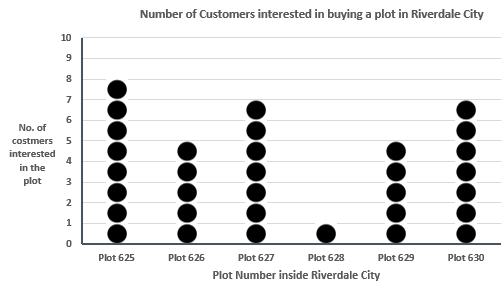 Number of Customers interested in buying a plot in Riverdale City
10
9
8
7
6
5
4
3
2
1
0
No. of
costmers
interested
in the
plot
Plot 625 Plot 626 Plot 627 Plot 628 Plot 629 Plot 630
Plot Number inside Riverdale City